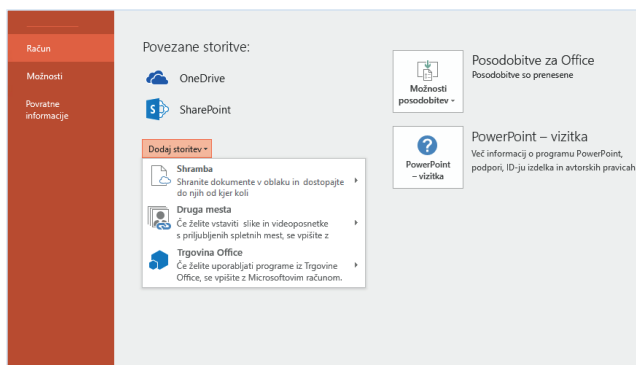 Račun
Možnosti
Povratne
informacije
Povezane storitve:
OneDrive
SharePoint
Dodaj storitev
Shramba
Shranite dokumente v oblaku in dostopajte
do njih od kjer koli
Druga mesta
Če želite vstaviti slike in videoposnetke
s priljubljenih spletnih mest, se vpišite z
Trgovina Office
Če želite uporabljati programe iz Trgovine
Office, se vpišite z Microsoftovim računom.
Možnosti
posodobitev
Posodobitve za Office
Posodobitve so prenesene
PowerPoint
– vizitka
PowerPoint – vizitka
Več informacij o programu PowerPoint,
podpori, ID-ju izdelka in avtorskih pravicah